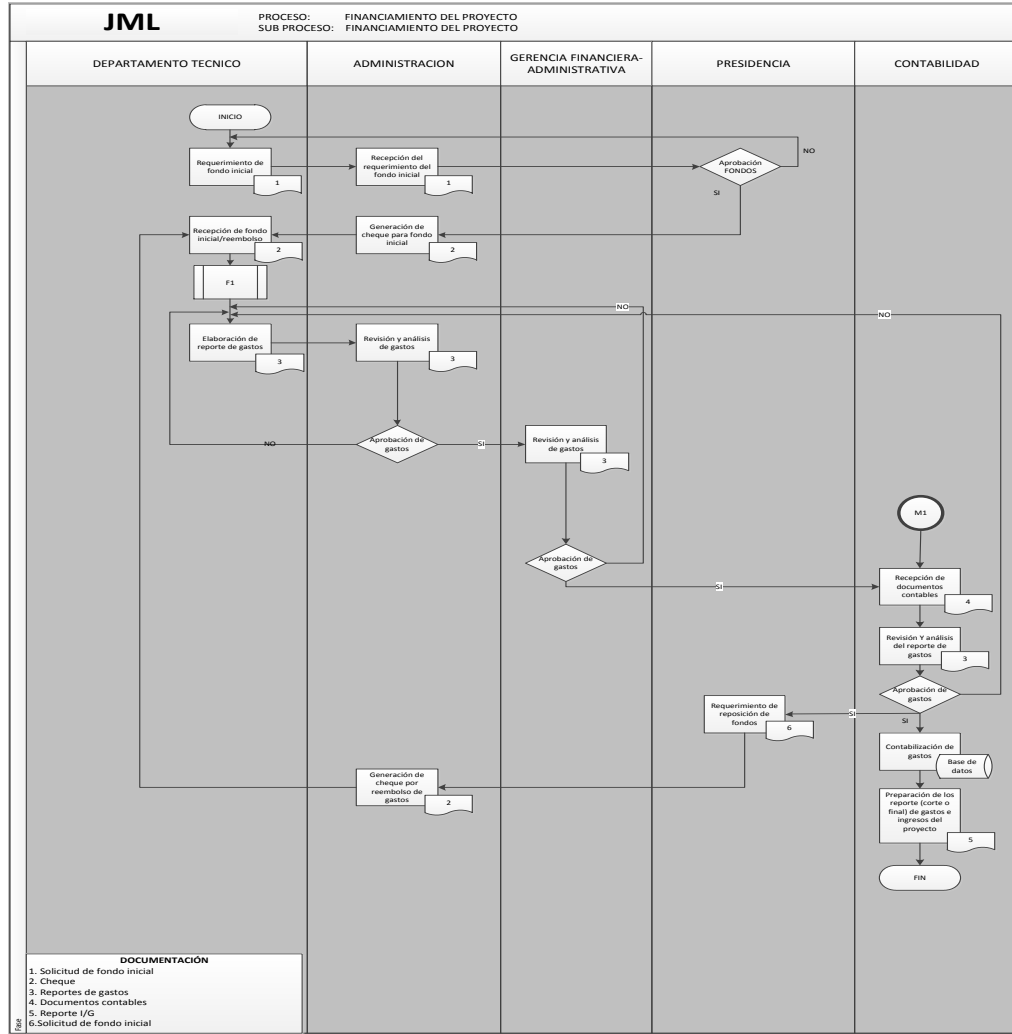 JML
PROCESO: FINANCIAMIENTO DEL PROYECTO
SUB PROCESO: FINANCIAMIENTO DEL PROYECTO
DEPARTAMENTO TECNICO
ADMINISTRACION
GERENCIA FINANCIERA-
ADMINISTRATIVA
PRESIDENCIA
CONTABILIDAD
INICIO
Requerimiento de
fondo inicial
1
Recepción del
requerimiento del
fondo inicial
1
Aprobación
FONDOS
NO
SI
Recepción de fondo
inicial/reembolso
2
Generación de
cheque para fondo
inicial
2
F1
NO
NO
Elaboración de
reporte de gastos
3
Revisión y análisis
de gastos
3
NO
Aprobación de
gastos
SI
Revisión y análisis
de gastos
3
M1
Aprobación de
gastos
SI
Recepción de
documentos
contables
4
Revisión Y análisis
del reporte de
gastos
3
Aprobación de
gastos
Requerimiento de
reposición de
fondos
6
SI
SI
Contabilización de
gastos
Base de
datos
Generación de
cheque por
reembolso de
gastos
2
Preparación de los
reporte (corte o
final) de gastos e
ingresos del
proyecto
5
FIN
DOCUMENTACIÓN
1. Solicitud de fondo inicial
2. Cheque
3. Reportes de gastos
4. Documentos contables
5. Reporte I/G
6.Solicitud de fondo inicial
Fase